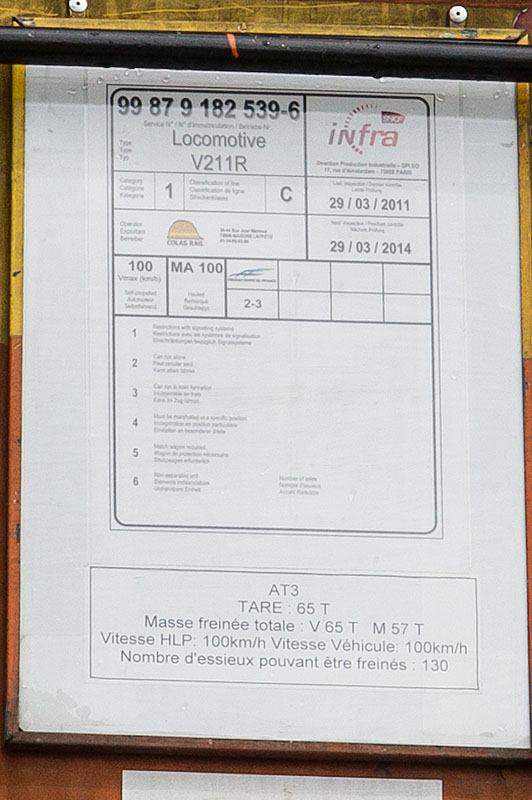 99 87 9 182 539-6
Service N° / N° d'immatriculation / Betriebs-Nr.
Type
Type
Typ
Locomotive
V211R
SNCF
infra
Direction Production Industrielle - SPI SO
17, rue d'Amsterdam - 75008 PARIS
Category
Catégorie
Kategorie
1
Classification of line
Classification de ligne
Streckenklasse
C
Last inspection / Dernier contrôle
Letzte Prüfung
29 / 03 / 2011
Operator
Exploitant
Betreiber
COLAS RAIL
Next inspection / Prochain contrôle
Nächste Prüfung
29 / 03 / 2014
100
Vmax (km/h)
Self-propelled
Automoteur
Selbstfahrend
MA 100
Hauled
Remorqué
Geschleppt
2-3
1
Restrictions with signalling systems
Restrictions avec les systèmes de signalisation
Einschränkungen bezüglich Signalsysteme
2
Can run alone
Peut circuler seul
Kann allein fahren
3
Can run in train formation
Incorporable en train
Kann im Zug fahren
4
Must be marshalled at a specific position
Incorporation en position particulière
Einstellen an besonderer Stelle
5
Match wagon required
Wagon de protection nécessaire
Shutzwagen erforderlich
6
Non-separable unit
Eléments indissociables
Untrennbare Einheit
Number of axles
Nombre d'essieux
Anzahl Radsätze
AT3
TARE : 65 T
Masse freinée totale : V 65 T M 57 T
Vitesse HLP: 100km/h Vitesse Véhicule: 100km/h
Nombre d'essieux pouvant être freinés : 130